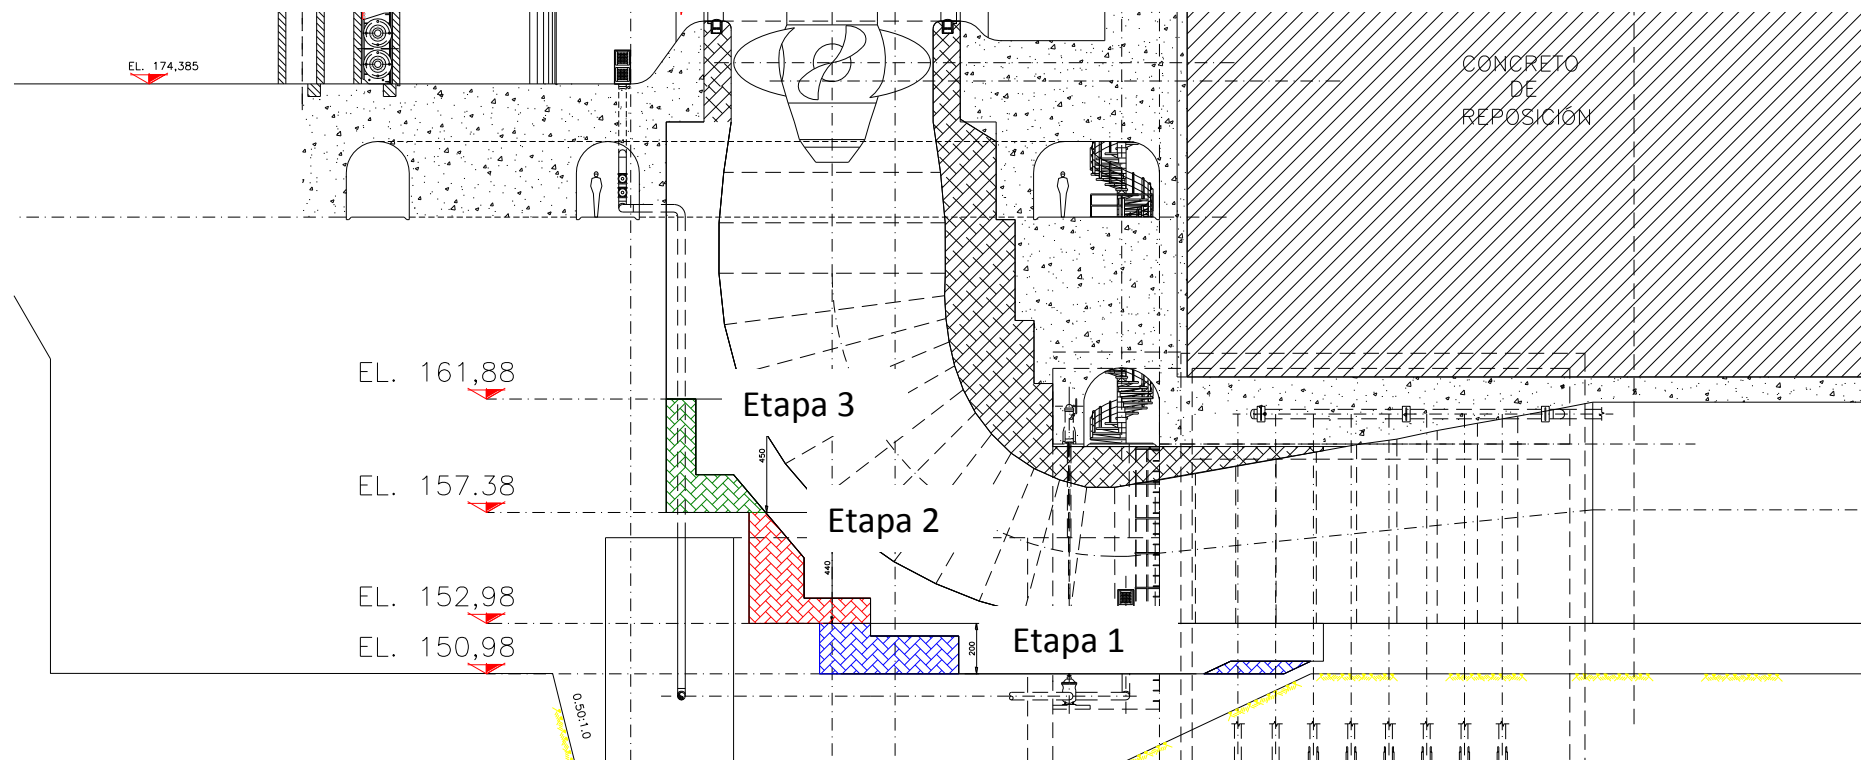 EL. 174,385
CONCRETO
DE
REPOSICIÓN
EL. 161,88
Etapa 3
450
EL. 157.38
Etapa 2
440
EL. 152,98
Etapa 1
200
EL. 150,98
0.50:1.0